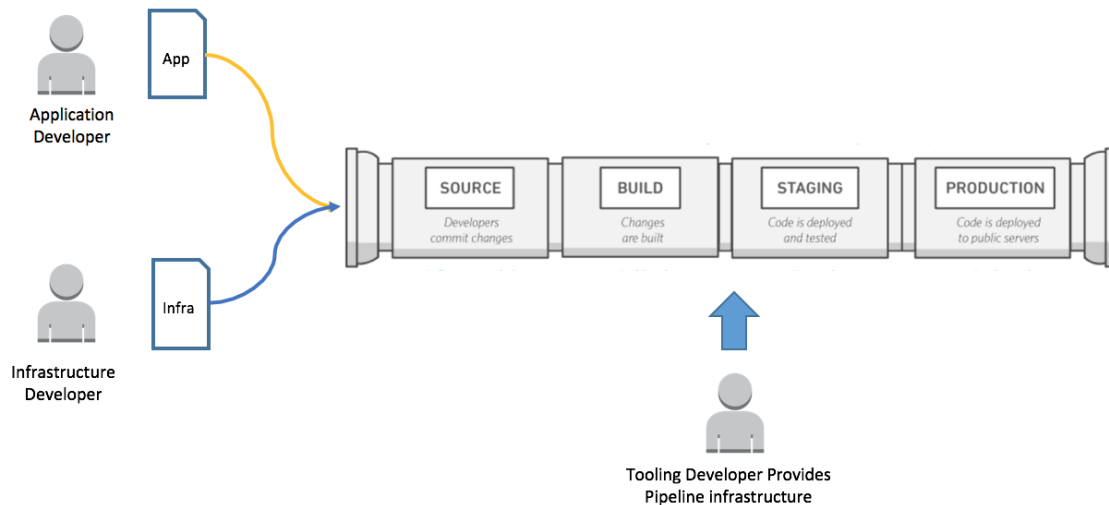 App
Application
Developer
SOURCE
Developers
commit changes
BUILD
Changes
are built
STAGING
Code is deployed
and tested
PRODUCTION
Code is deployed
to public servers
Infra
Infrastructure
Developer
Tooling Developer Provides
Pipeline infrastructure